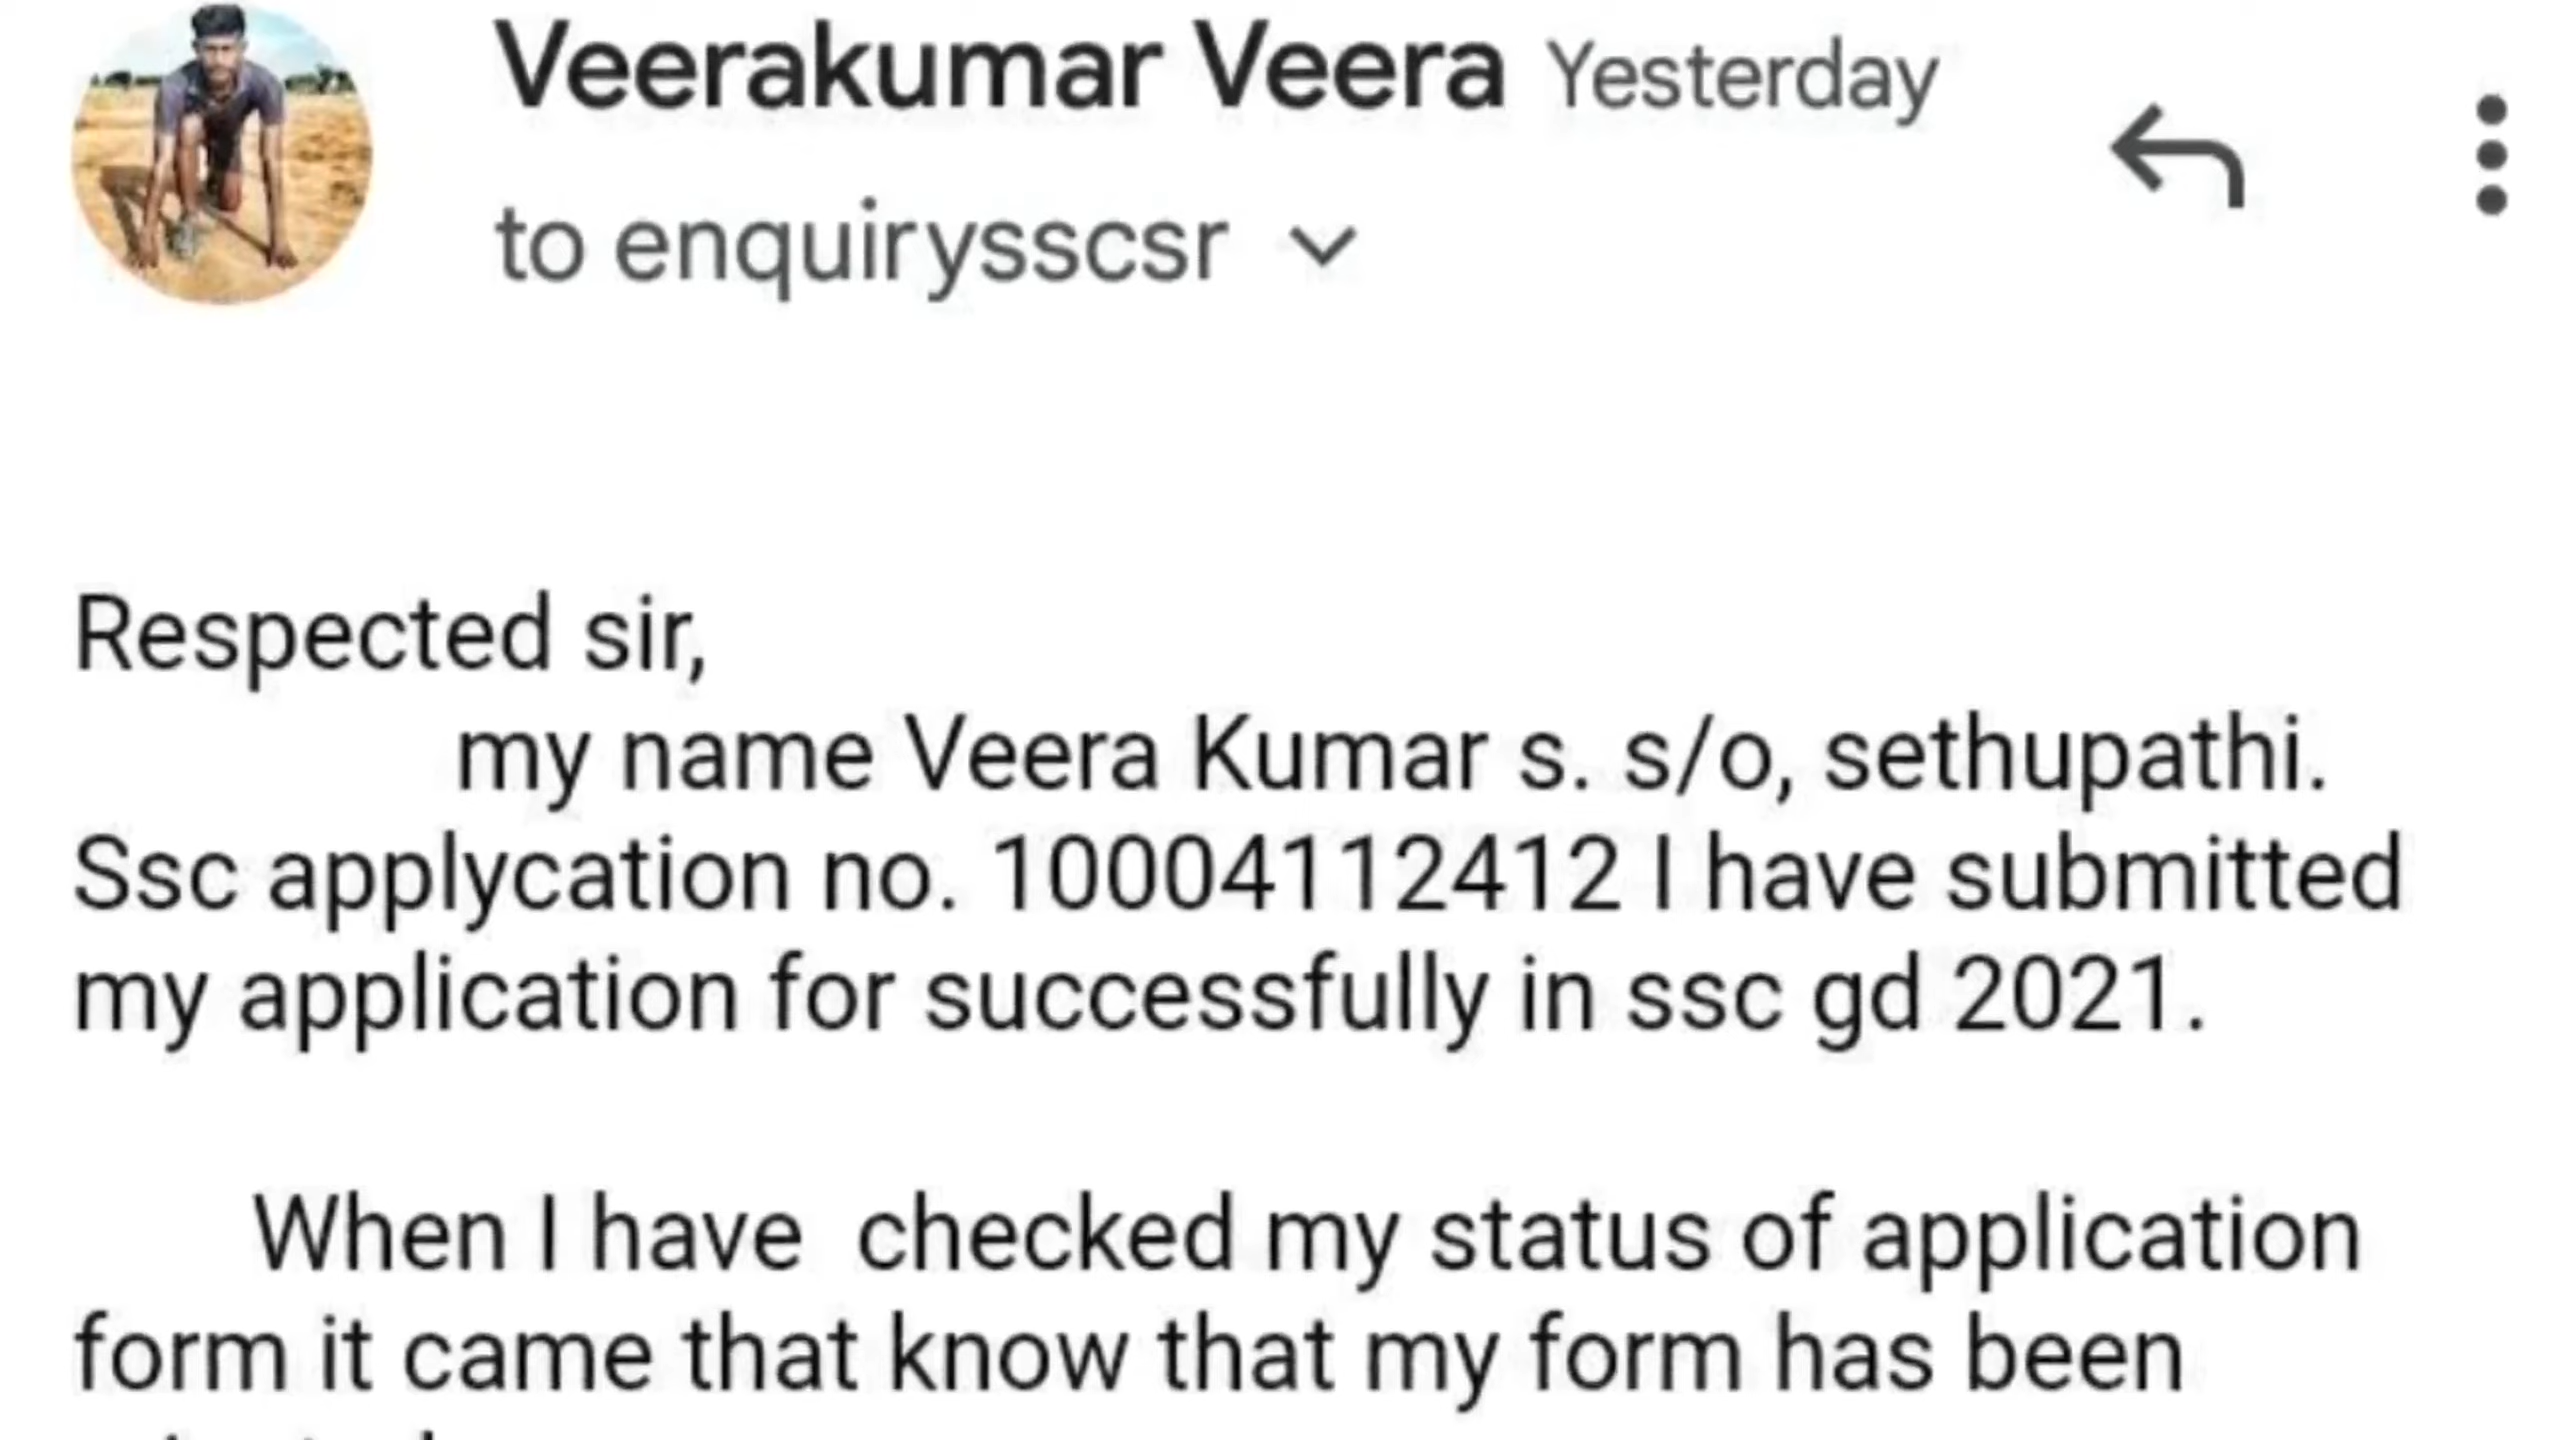 Veerakumar Veera Yesterday
to enquirysscsr
Respected sir,
my name Veera Kumar s. s/o, sethupathi.
Ssc applycation no. 10004112412 I have submitted
my application for successfully in ssc gd 2021.
When I have checked my status of application
form it came that know that my form has been